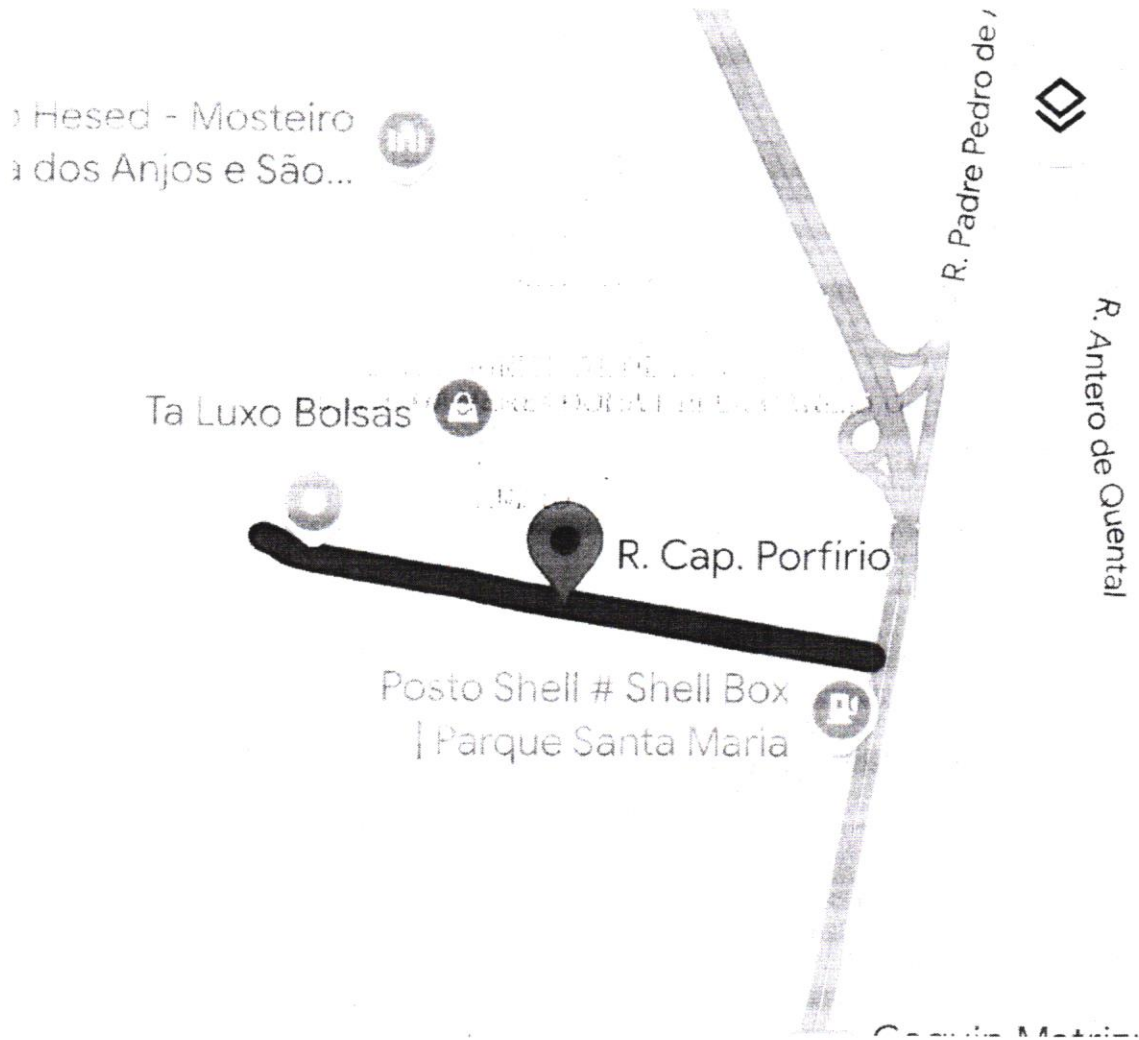 R. Padre Pedro de
Hesed - Mosteiro
a dos Anjos e São...
R. Antero de Quental
Ta Luxo Bolsas
R. Cap. Porfírio
Posto Shell # Shell Box
| Parque Santa Maria